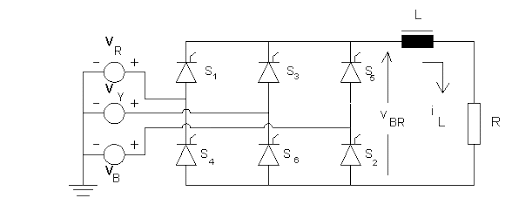 L
V R
- +
S 1
S 3
S 5
V Y
- +
v BR
i L
R
- +
V B
S 4
S 6
S 2